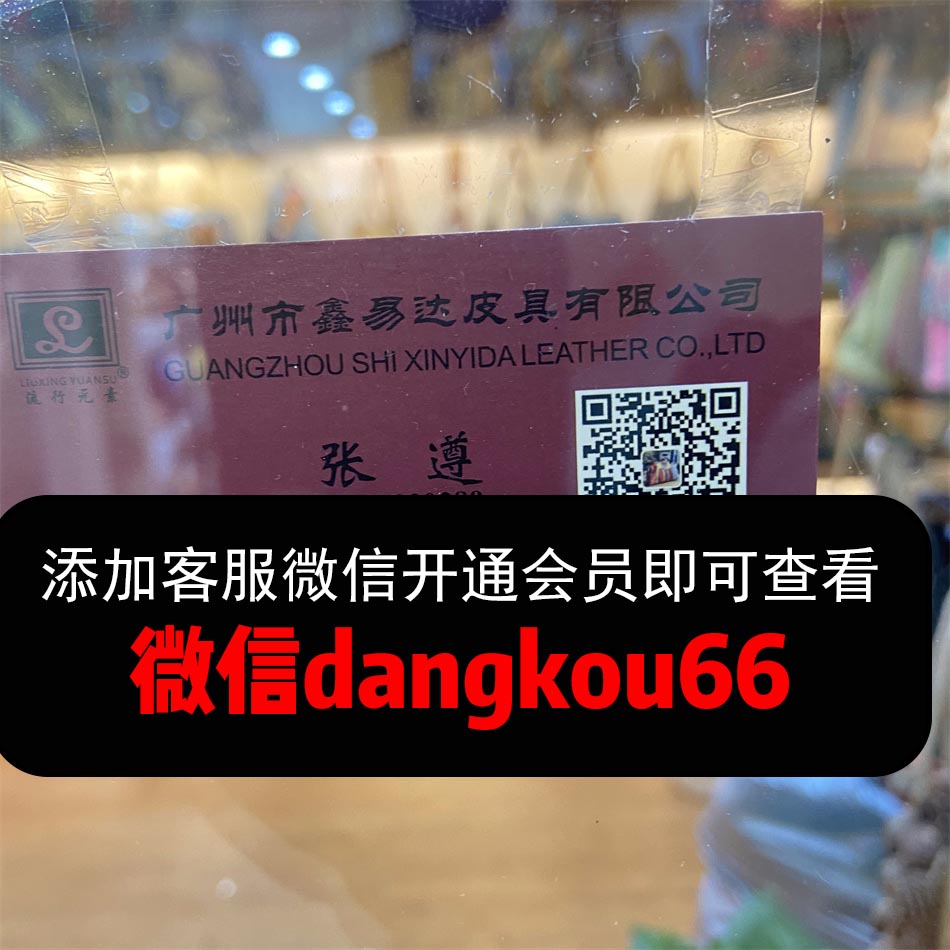 广州市鑫易达皮具有限公司
GUANGZHOU SHI XINYIDA LEATHER CO.,LTD
LIUXING YUANSU®
流行元素
张 遵
添加客服微信开通会员即可查看
微信dangkou66